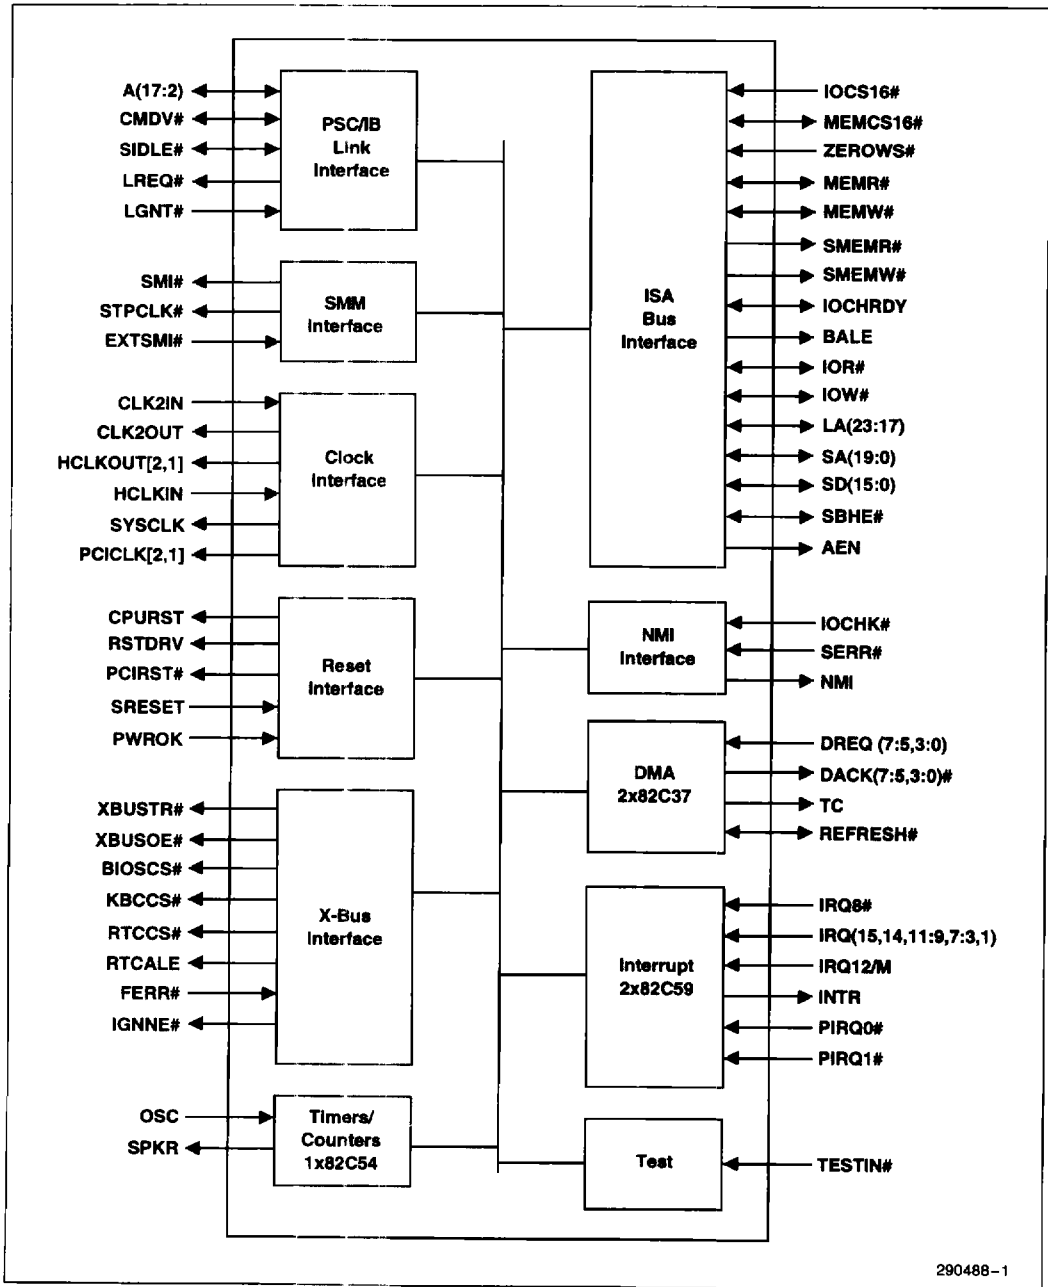 A(17:2)
CMDV#
SIDLE#
LREQ#
LGNT#
PSC/IB
Link
Interface
SMI#
STPCLK#
EXTSMI#
SMM
Interface
CLK2IN
CLK2OUT
HCLKOUT[2,1]
HCLKIN
SYSCLK
PCICLK[2,1]
Clock
Interface
CPURST
RSTDRV
PCIRST#
SRESET
PWROK
Reset
Interface
XBUSTR#
XBUSOE#
BIOSCS#
KBCCS#
RTCCS#
RTCALE
FERR#
IGNNE#
X-Bus
Interface
OSC
SPKR
Timers/
Counters
1x82C54
ISA
Bus
Interface
IOCS16#
MEMCS16#
ZEROWS#
MEMR#
MEMW#
SMEMR#
SMEMW#
IOCHRDY
BALE
IOR#
IOW#
LA(23:17)
SA(19:0)
SD(15:0)
SBHE#
AEN
NMI
Interface
IOCHK#
SERR#
NMI
DMA
2x82C37
DREQ (7:5,3:0)
DACK(7:5,3:0)#
TC
REFRESH#
Interrupt
2x82C59
IRQ8#
IRQ(15,14,11:9,7:3,1)
IRQ12/M
INTR
PIRQ0#
PIRQ1#
Test
TESTIN#
290488-1